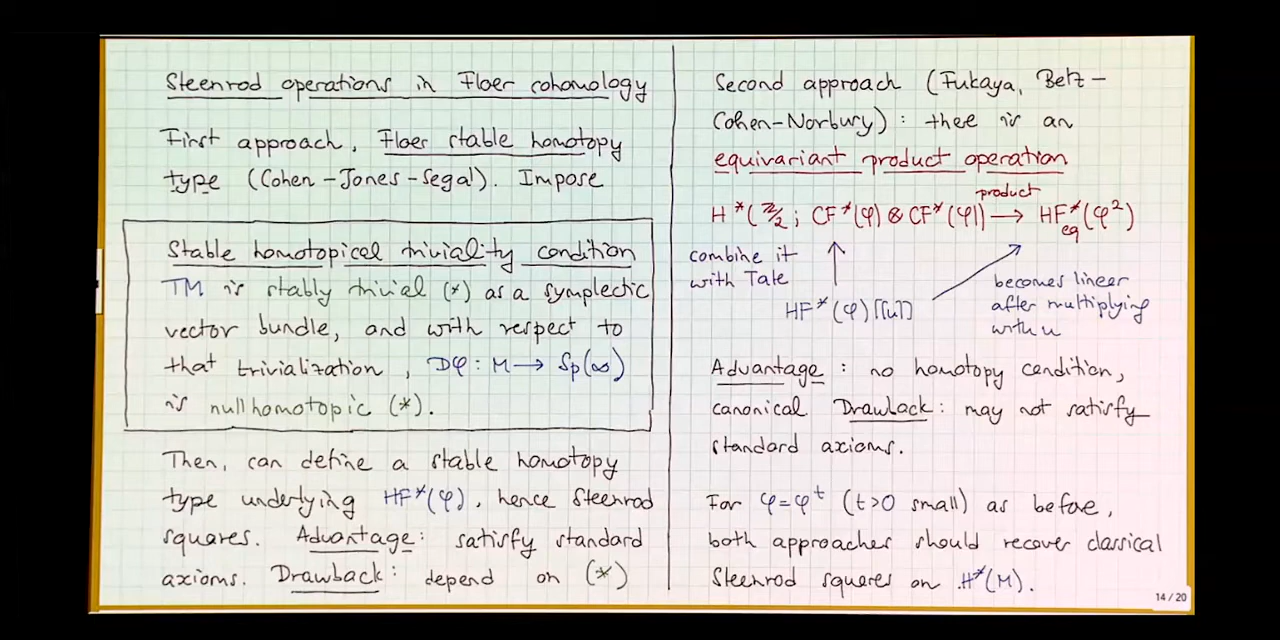 Steenrod operations in Floer cohomology
First approach, Floer stable homotopy
type (Cohen-Jones-Segal). Impose
Stable homotopical triviality condition
TM is stably trivial (*) as a symplectic
vector bundle, and with respect to
that trivialization, Dφ: M → Sp(∞)
is nullhomotopic (*).
Then, can define a stable homotopy
type underlying HF*(φ), hence Steenrod
squares. Advantage: satisfy standard
axioms. Drawback: depend on (*)
Second approach (Fukaya, Betz-
Cohen-Norbury): thee is an
equivariant product operation
product
H*(Z/2; CF*(φ) ⊗ CF*(φ)) → HF*eq(φ²)
combine it
with Tate
HF*(φ)[[u]]
becomes linear
after multiplying
with u
Advantage: no homotopy condition,
canonical Drawback: may not satisfy
standard axioms.
For φ=φᵗ (t>0 small) as before,
both approaches should recover classical
Steenrod squares on H*(M).
14 / 20